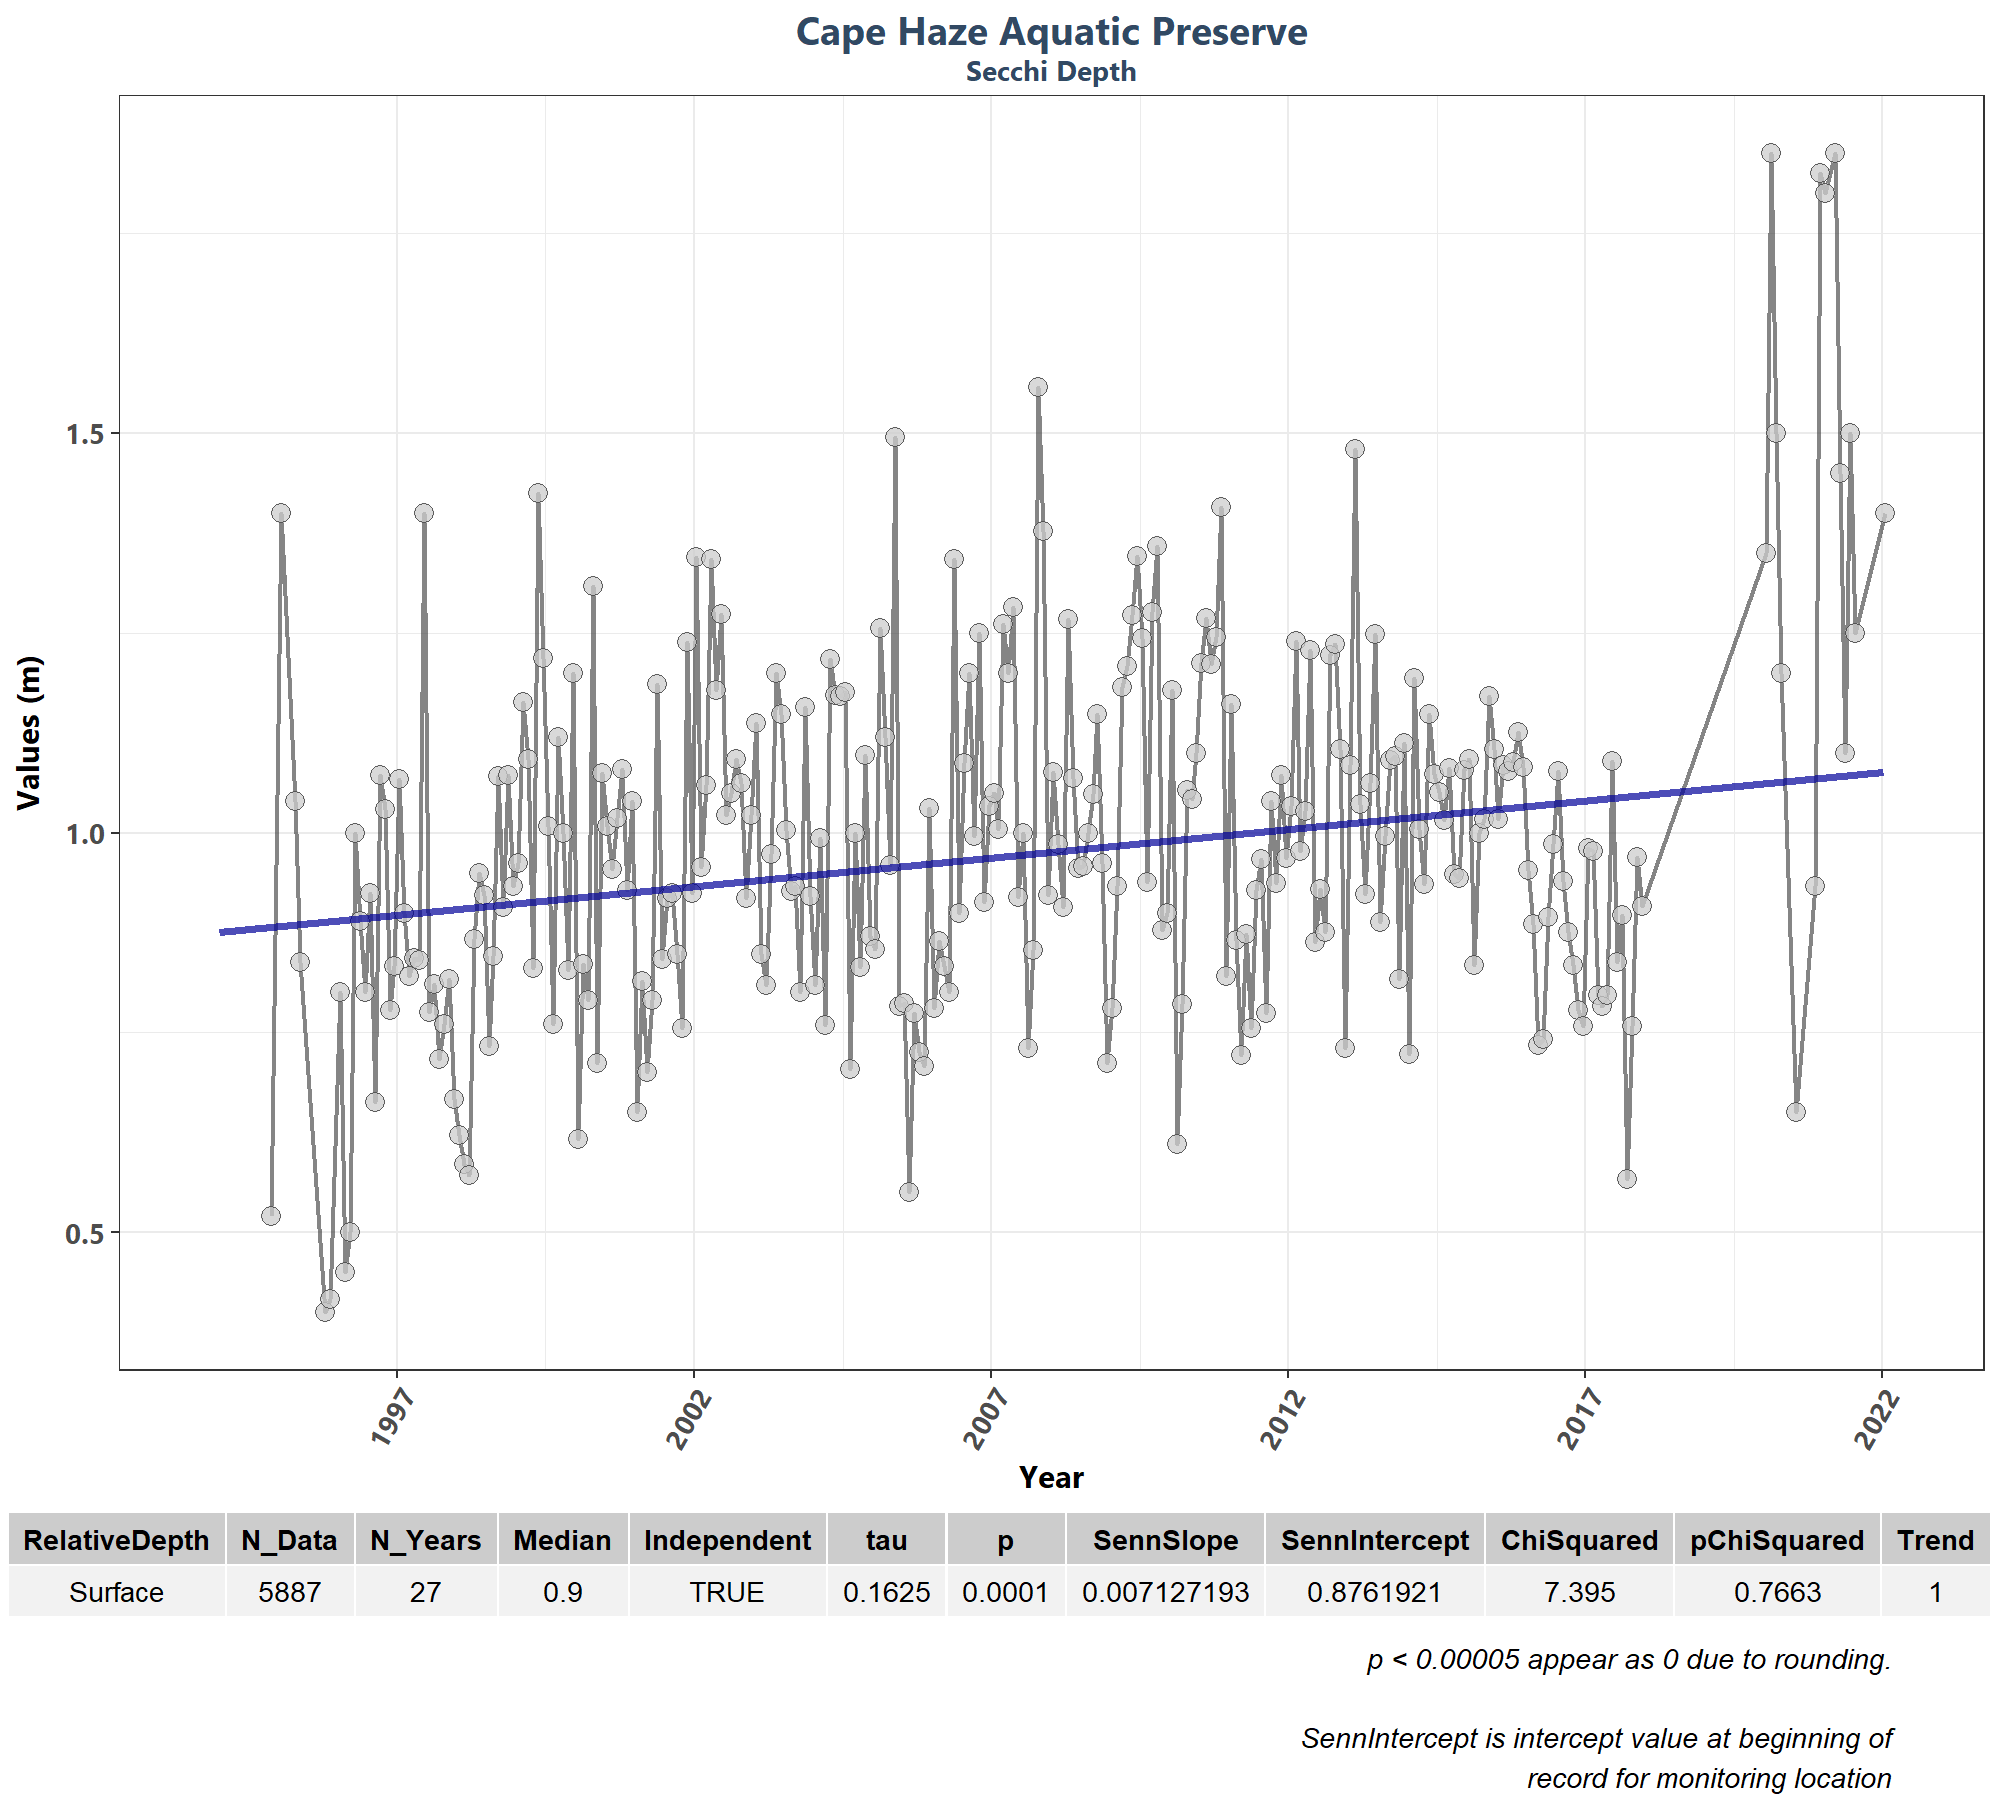 Cape Haze Aquatic Preserve
Secchi Depth
Values (m)
1.5
1.0
0.5
1997 2002 2007 2012 2017 2022
Year
RelativeDepth N_Data N_Years Median Independent tau p SennSlope SennIntercept ChiSquared pChiSquared Trend
Surface 5887 27 0.9 TRUE 0.1625 0.0001 0.007127193 0.8761921 7.395 0.7663 1
p < 0.00005 appear as 0 due to rounding.
SennIntercept is intercept value at beginning of
record for monitoring location